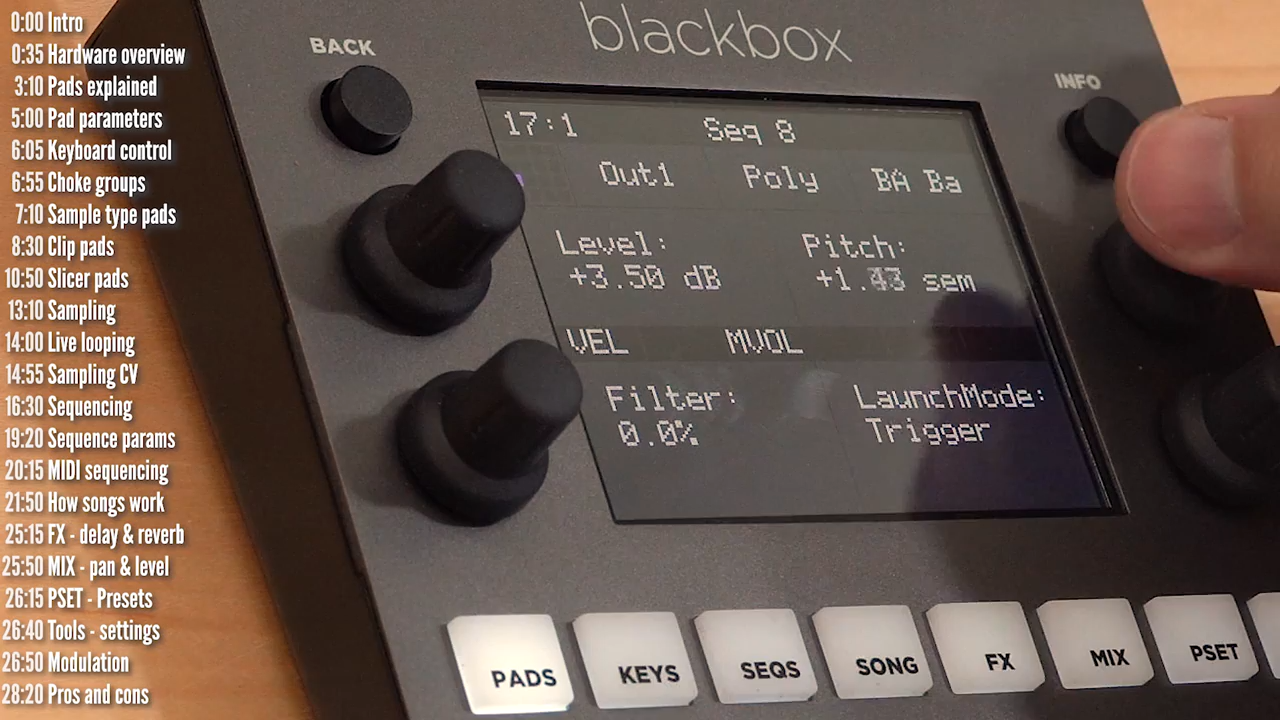 0:00 Intro
0:35 Hardware overview
3:10 Pads explained
5:00 Pad parameters
6:05 Keyboard control
6:55 Choke groups
7:10 Sample type pads
8:30 Clip pads
10:50 Slicer pads
13:10 Sampling
14:00 Live looping
14:55 Sampling CV
16:30 Sequencing
19:20 Sequence params
20:15 MIDI sequencing
21:50 How songs work
25:15 FX - delay & reverb
25:50 MIX - pan & level
26:15 PSET - Presets
26:40 Tools - settings
26:50 Modulation
28:20 Pros and cons
blackbox
BACK
INFO
17:1 Seq 8
Out1 Poly BA Ba
Level: Pitch:
+3.50 dB +1. sem
VEL MVOL
Filter: LaunchMode:
0.0% Trigger
PADS KEYS SEQS SONG FX MIX PSET